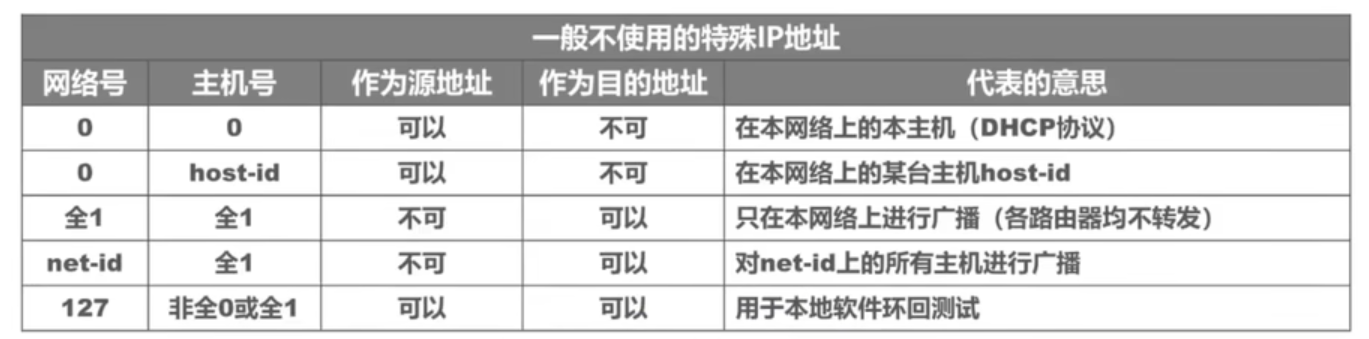 一般不使用的特殊IP地址
网络号 主机号 作为源地址 作为目的地址 代表的意思
0 0 可以 不可 在本网络上的本主机（DHCP协议）
0 host-id 可以 不可 在本网络上的某台主机host-id
全1 全1 不可 可以 只在本网络上进行广播（各路由器均不转发）
net-id 全1 不可 可以 对net-id上的所有主机进行广播
127 非全0或全1 可以 可以 用于本地软件环回测试